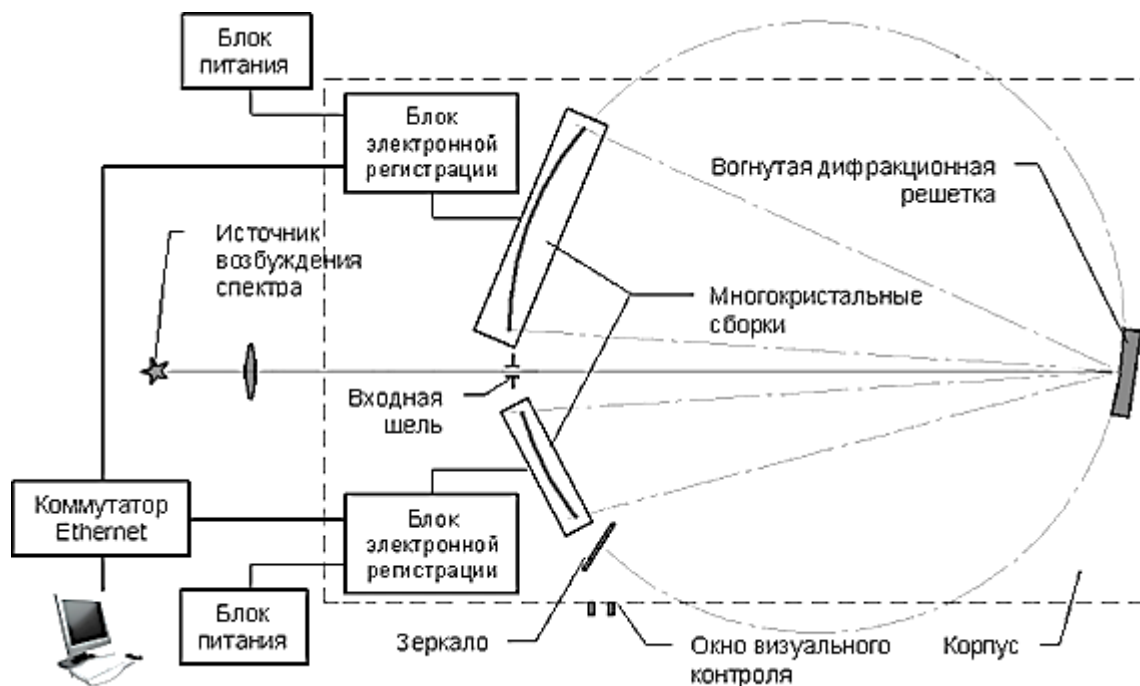 Блок
питания
Блок
электронной
регистрации
Вогнутая дифракционная
решетка
Источник
возбуждения
спектра
Многокристальные
сборки
Входная
шель
Коммутатор
Ethernet
Блок
электронной
регистрации
Блок
питания
Зеркало
Окно визуального
контроля
Корпус